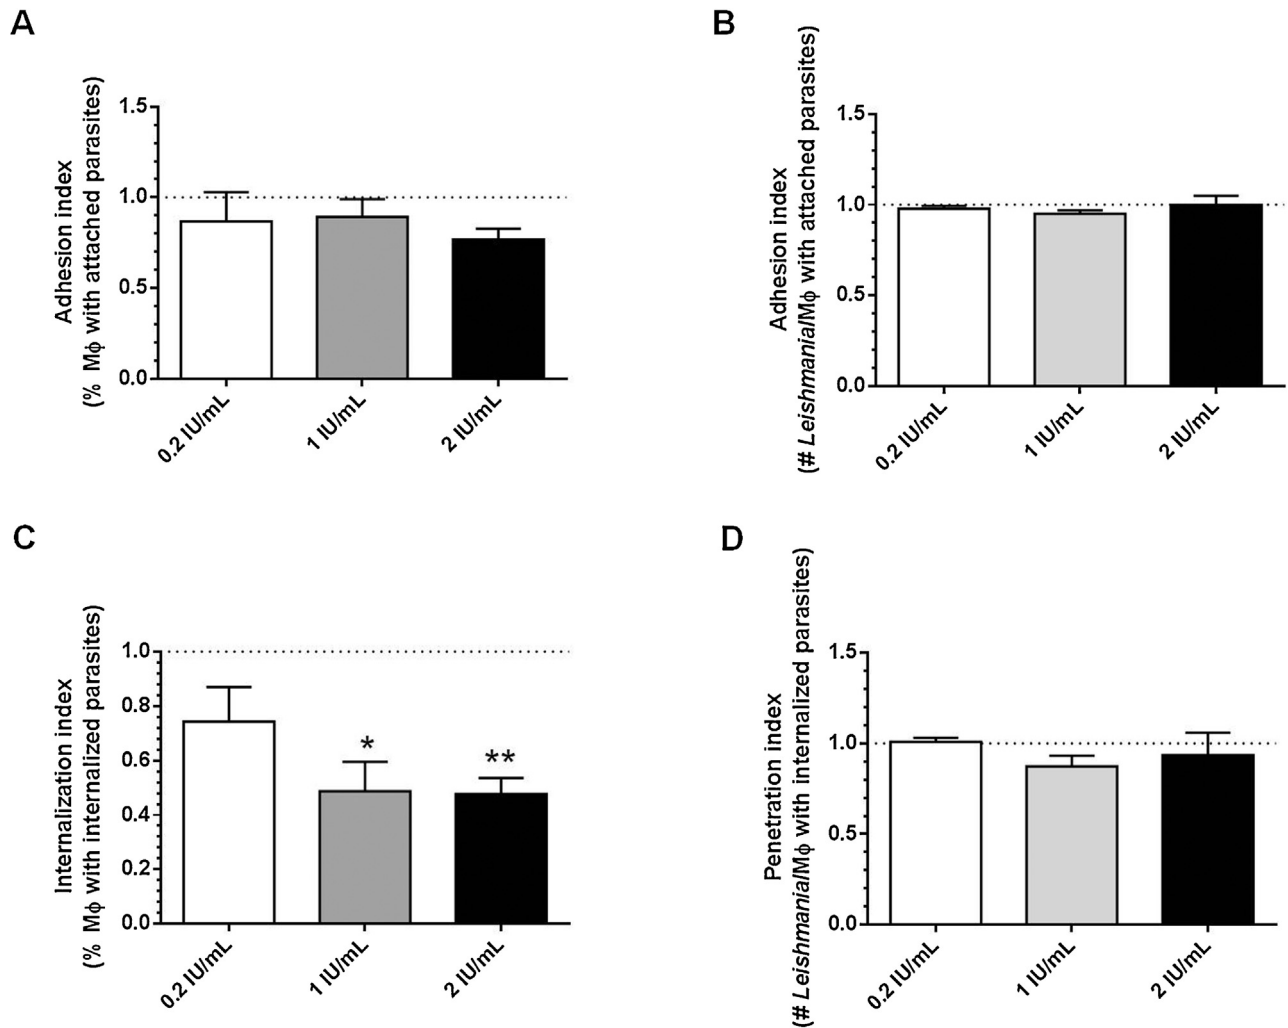 A
Adhesion index
(% Mϕ with attached parasites)
1.5
1.0
0.5
0.0
0.2 IU/mL
1 IU/mL
2 IU/mL
B
Adhesion index
(# Leishmania/Mϕ with attached parasites)
1.5
1.0
0.5
0.0
0.2 IU/mL
1 IU/mL
2 IU/mL
C
Internalization index
(% Mϕ with internalized parasites)
1.0
0.8
0.6
0.4
0.2
0.0
*
**
0.2 IU/mL
1 IU/mL
2 IU/mL
D
Penetration index
(# Leishmania/Mϕ with internalized parasites)
1.5
1.0
0.5
0.0
0.2 IU/mL
1 IU/mL
2 IU/mL